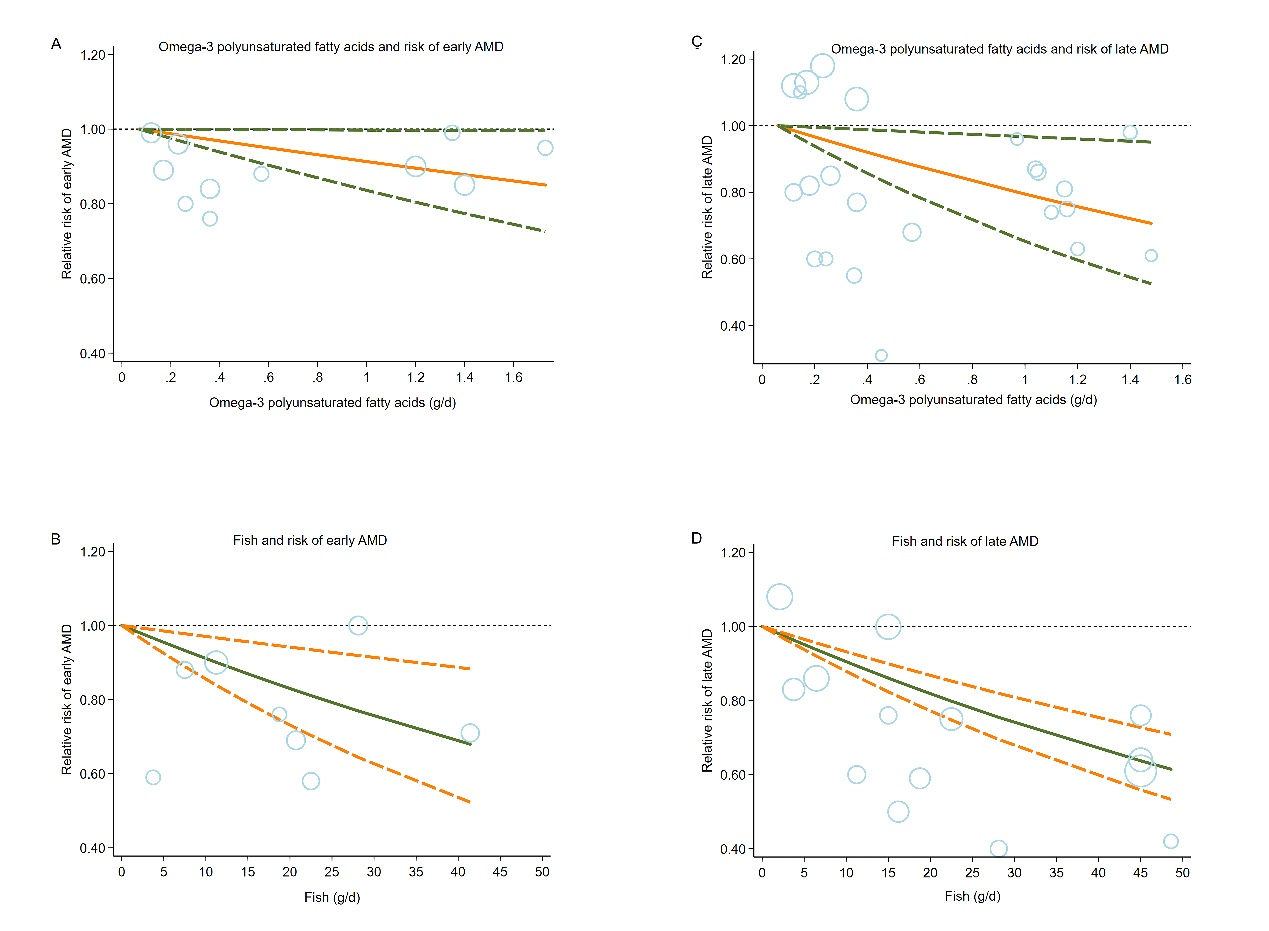 A
Omega-3 polyunsaturated fatty acids and risk of early AMD
1.20
1.00
0.80
0.60
0.40
Relative risk of early AMD
0 .2 .4 .6 .8 1 1.2 1.4 1.6
Omega-3 polyunsaturated fatty acids (g/d)
C
Omega-3 polyunsaturated fatty acids and risk of late AMD
1.20
1.00
0.80
0.60
0.40
Relative risk of late AMD
0 .2 .4 .6 .8 1 1.2 1.4 1.6
Omega-3 polyunsaturated fatty acids (g/d)
B
Fish and risk of early AMD
1.20
1.00
0.80
0.60
0.40
Relative risk of early AMD
0 5 10 15 20 25 30 35 40 45 50
Fish (g/d)
D
Fish and risk of late AMD
1.20
1.00
0.80
0.60
0.40
Relative risk of late AMD
0 5 10 15 20 25 30 35 40 45 50
Fish (g/d)